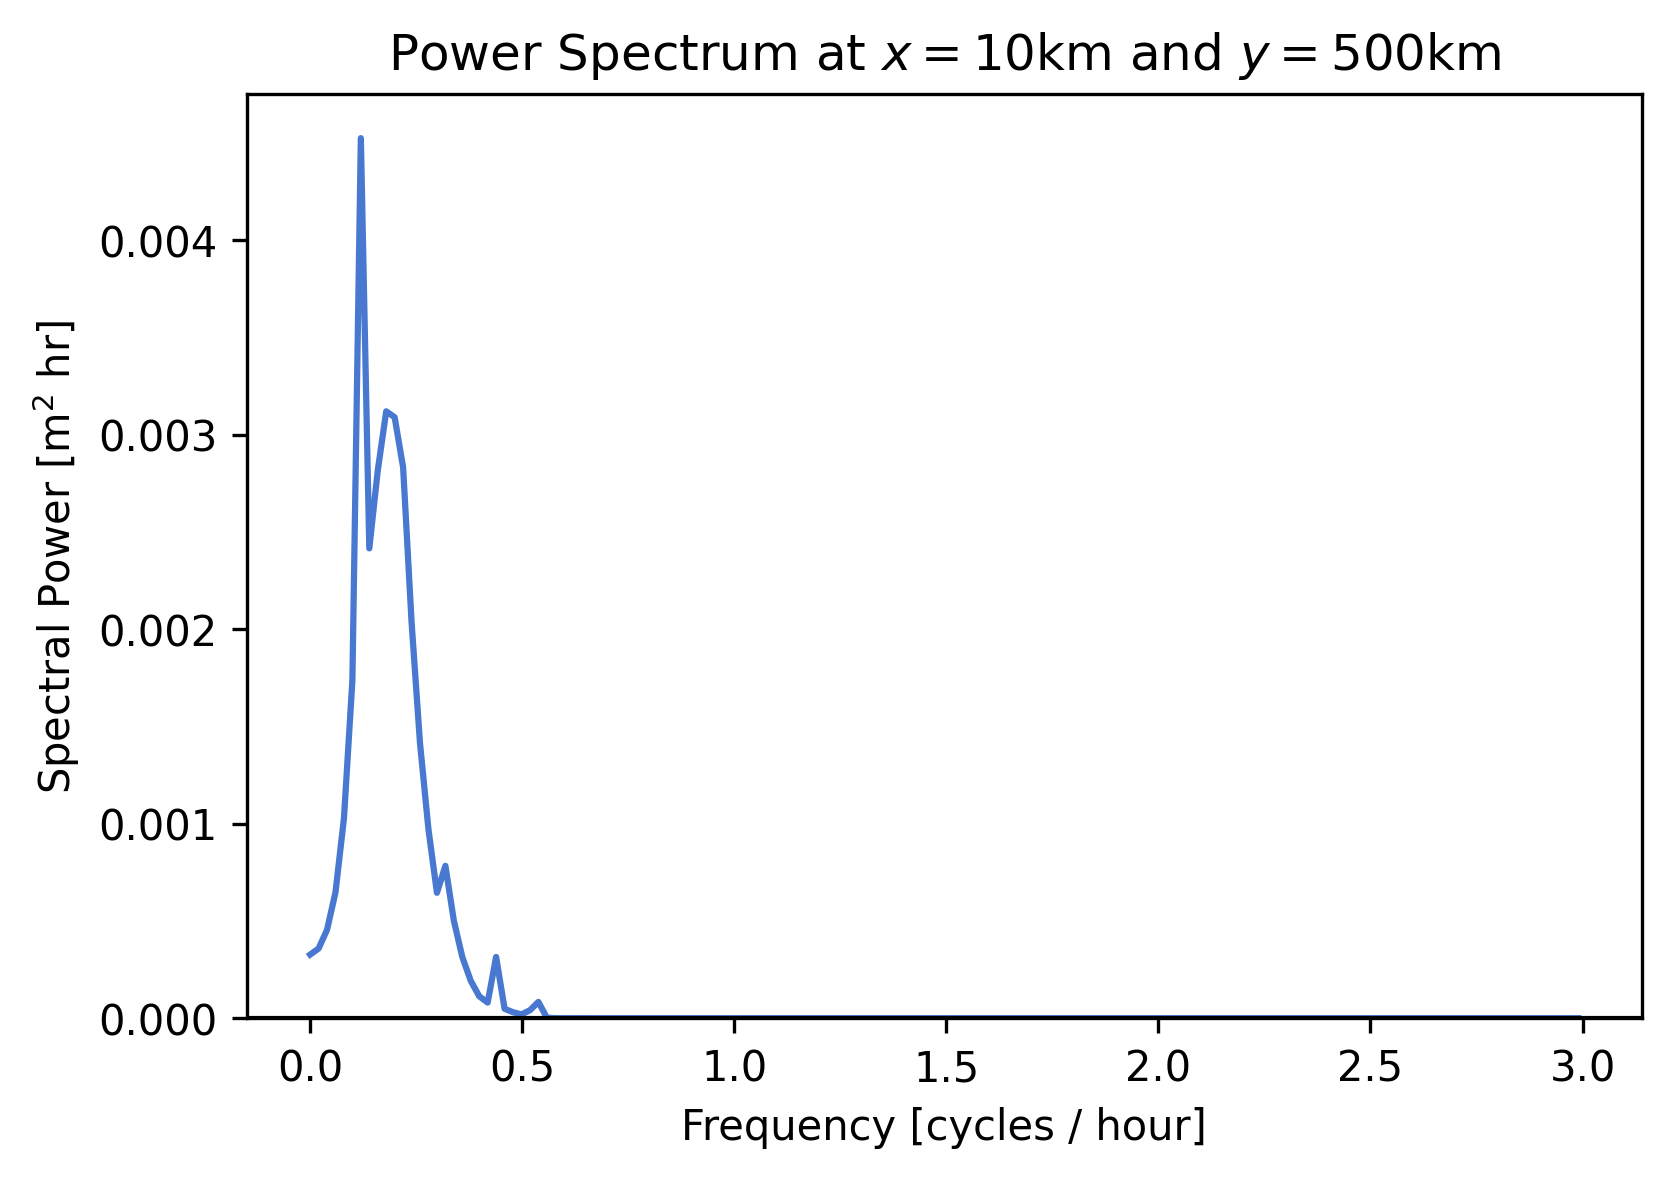 Power Spectrum at x = 10km and y = 500km
Spectral Power [m² hr]
0.004
0.003
0.002
0.001
0.000
0.0 0.5 1.0 1.5 2.0 2.5 3.0
Frequency [cycles / hour]